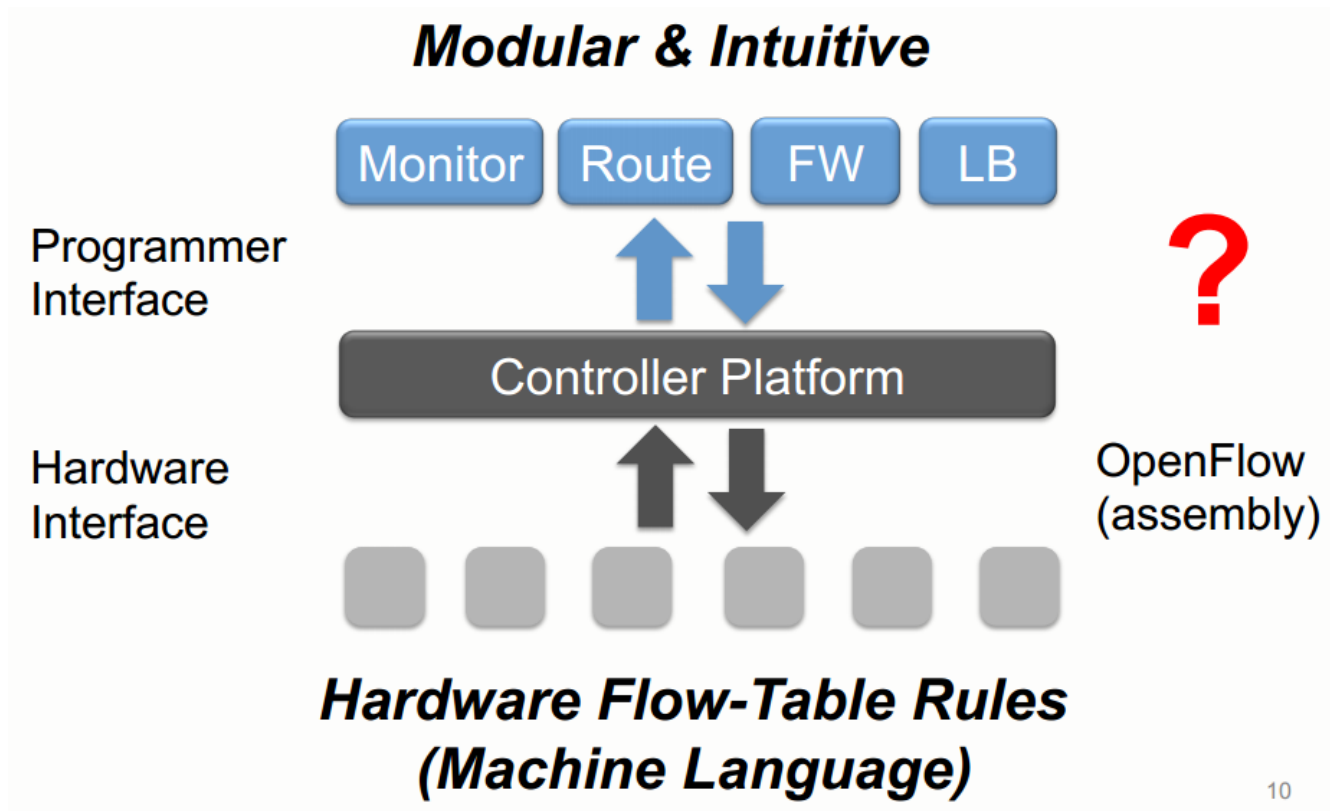 Modular & Intuitive
Monitor
Route
FW
LB
Programmer
Interface
?
Controller Platform
Hardware
Interface
OpenFlow
(assembly)
Hardware Flow-Table Rules
(Machine Language)
10